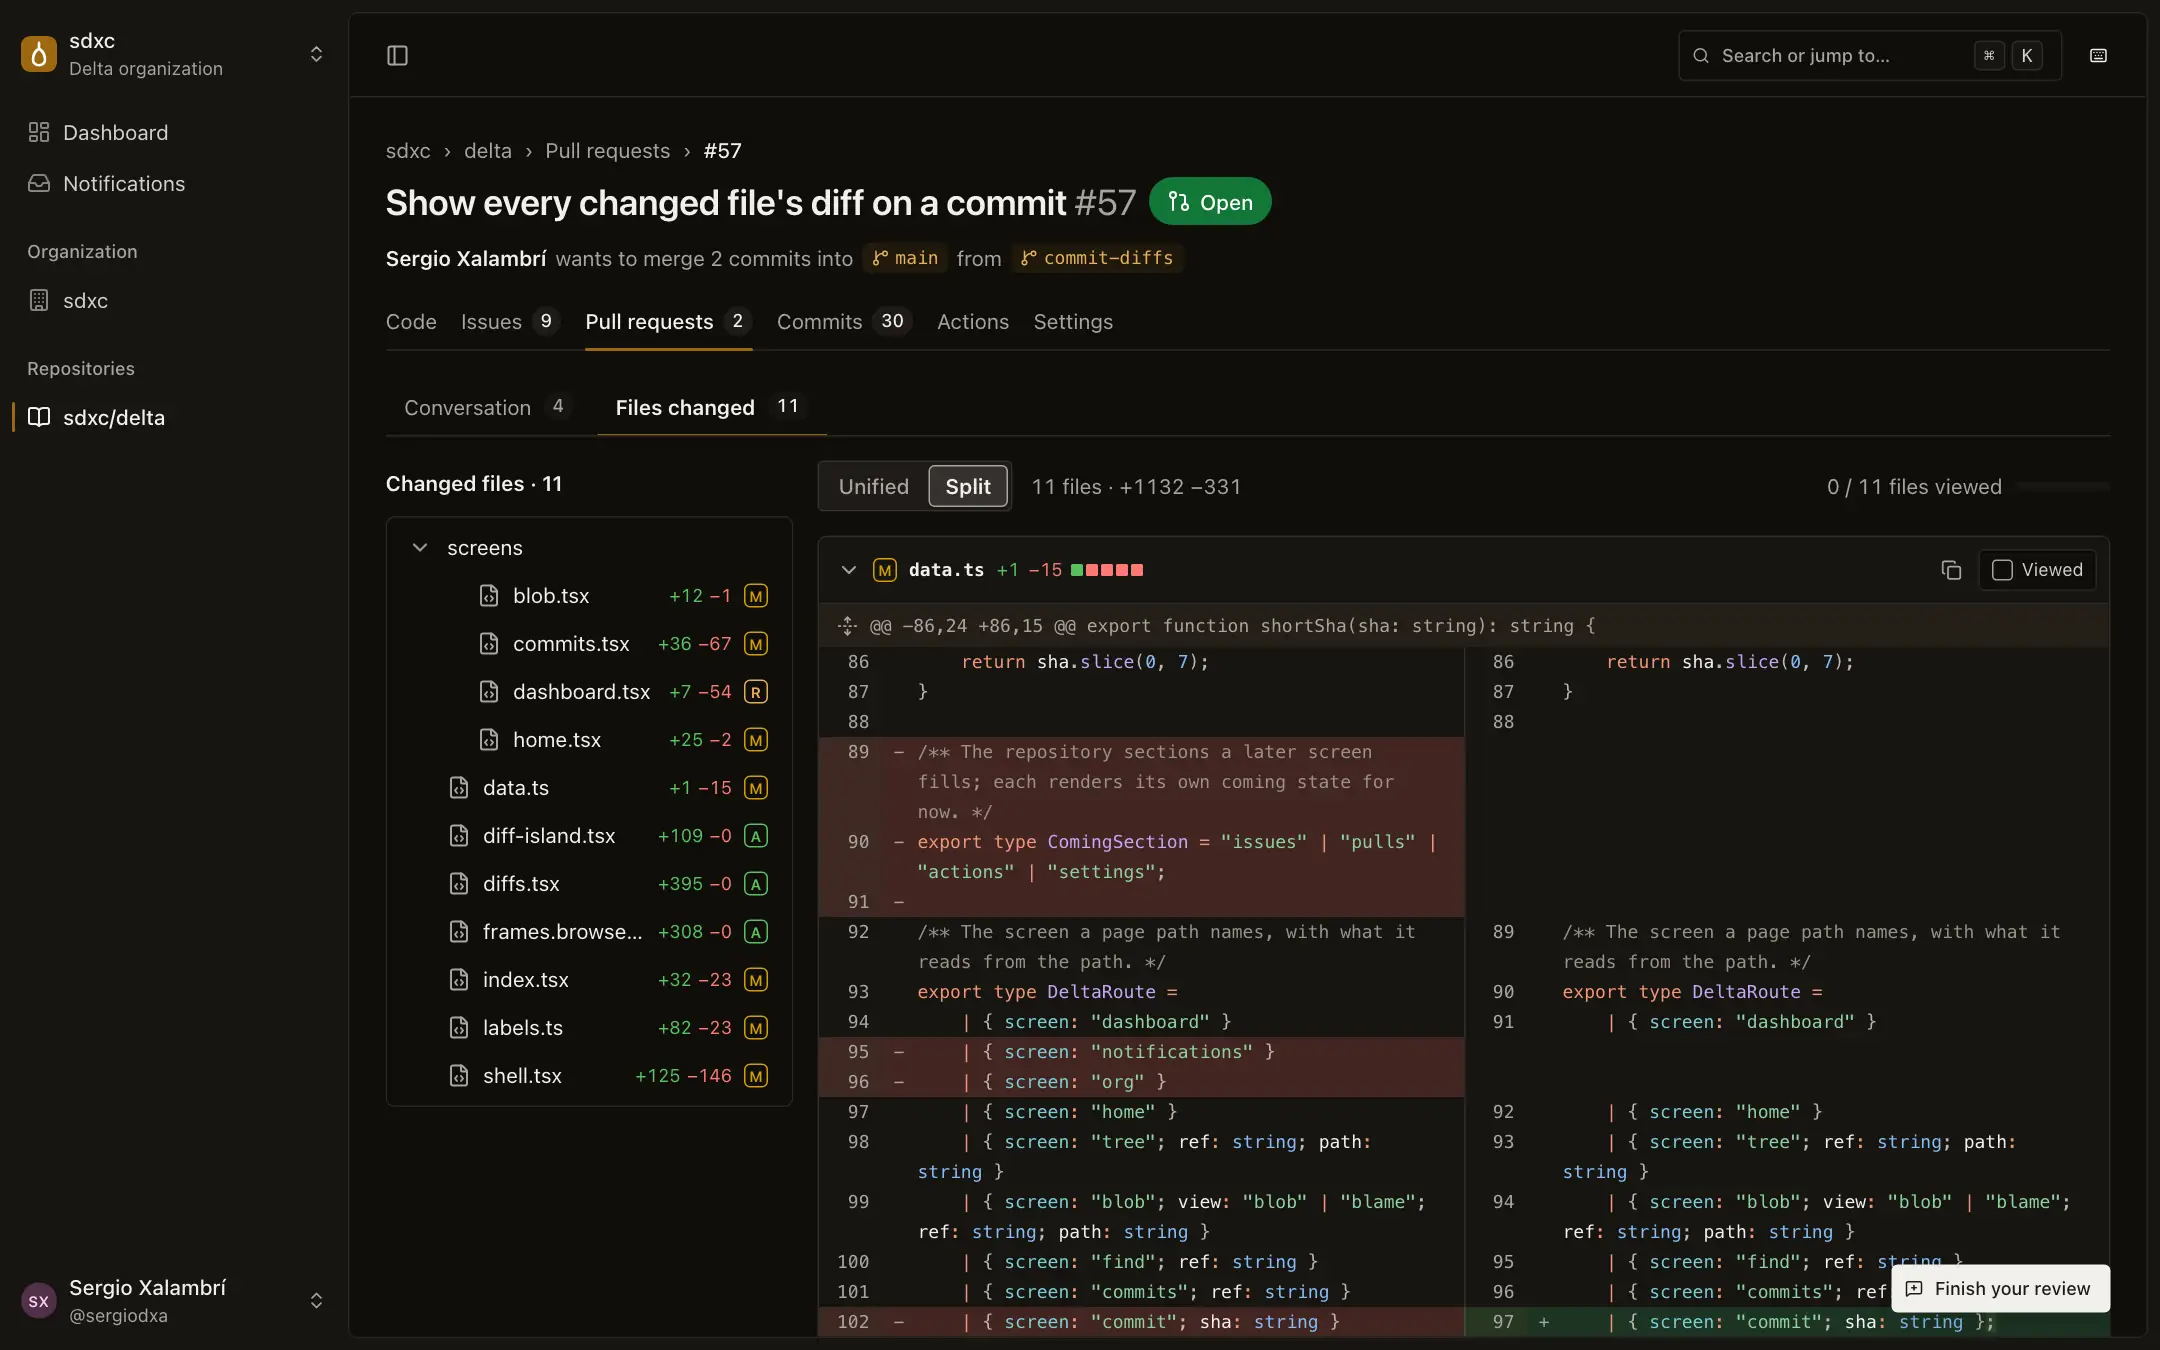 sdxc
Delta organization
Dashboard
Notifications
Organization
sdxc
Repositories
sdxc/delta
Sergio Xalambrí
@sergiodxa
SX
Search or jump to... ⌘ K
sdxc › delta › Pull requests › #57
Show every changed file's diff on a commit #57 Open
Sergio Xalambrí wants to merge 2 commits into main from commit-diffs
Code Issues 9 Pull requests 2 Commits 30 Actions Settings
Conversation 4 Files changed 11
Changed files · 11
screens
blob.tsx +12 −1 M
commits.tsx +36 −67 M
dashboard.tsx +7 −54 R
home.tsx +25 −2 M
data.ts +1 −15 M
diff-island.tsx +109 −0 A
diffs.tsx +395 −0 A
frames.browse... +308 −0 A
index.tsx +32 −23 M
labels.ts +82 −23 M
shell.tsx +125 −146 M
Unified Split 11 files · +1132 −331 0 / 11 files viewed
M data.ts +1 −15 Viewed
@@ −86,24 +86,15 @@ export function shortSha(sha: string): string {
86 return sha.slice(0, 7);
87 }
88
89 − /** The repository sections a later screen
fills; each renders its own coming state for
now. */
90 − export type ComingSection = "issues" | "pulls" |
"actions" | "settings";
91 −
92 /** The screen a page path names, with what it
reads from the path. */
93 export type DeltaRoute =
94 | { screen: "dashboard" }
95 − | { screen: "notifications" }
96 − | { screen: "org" }
97 | { screen: "home" }
98 | { screen: "tree"; ref: string; path:
string }
99 | { screen: "blob"; view: "blob" | "blame";
ref: string; path: string }
100 | { screen: "find"; ref: string }
101 | { screen: "commits"; ref: string }
102 − | { screen: "commit"; sha: string }
86 return sha.slice(0, 7);
87 }
88
89 /** The screen a page path names, with what it
reads from the path. */
90 export type DeltaRoute =
91 | { screen: "dashboard" }
92 | { screen: "home" }
93 | { screen: "tree"; ref: string; path:
string }
94 | { screen: "blob"; view: "blob" | "blame";
ref: string; path: string }
95 | { screen: "find"; ref: string }
96 | { screen: "commits"; ref
97 + | { screen: "commit"; sha: string };
Finish your review